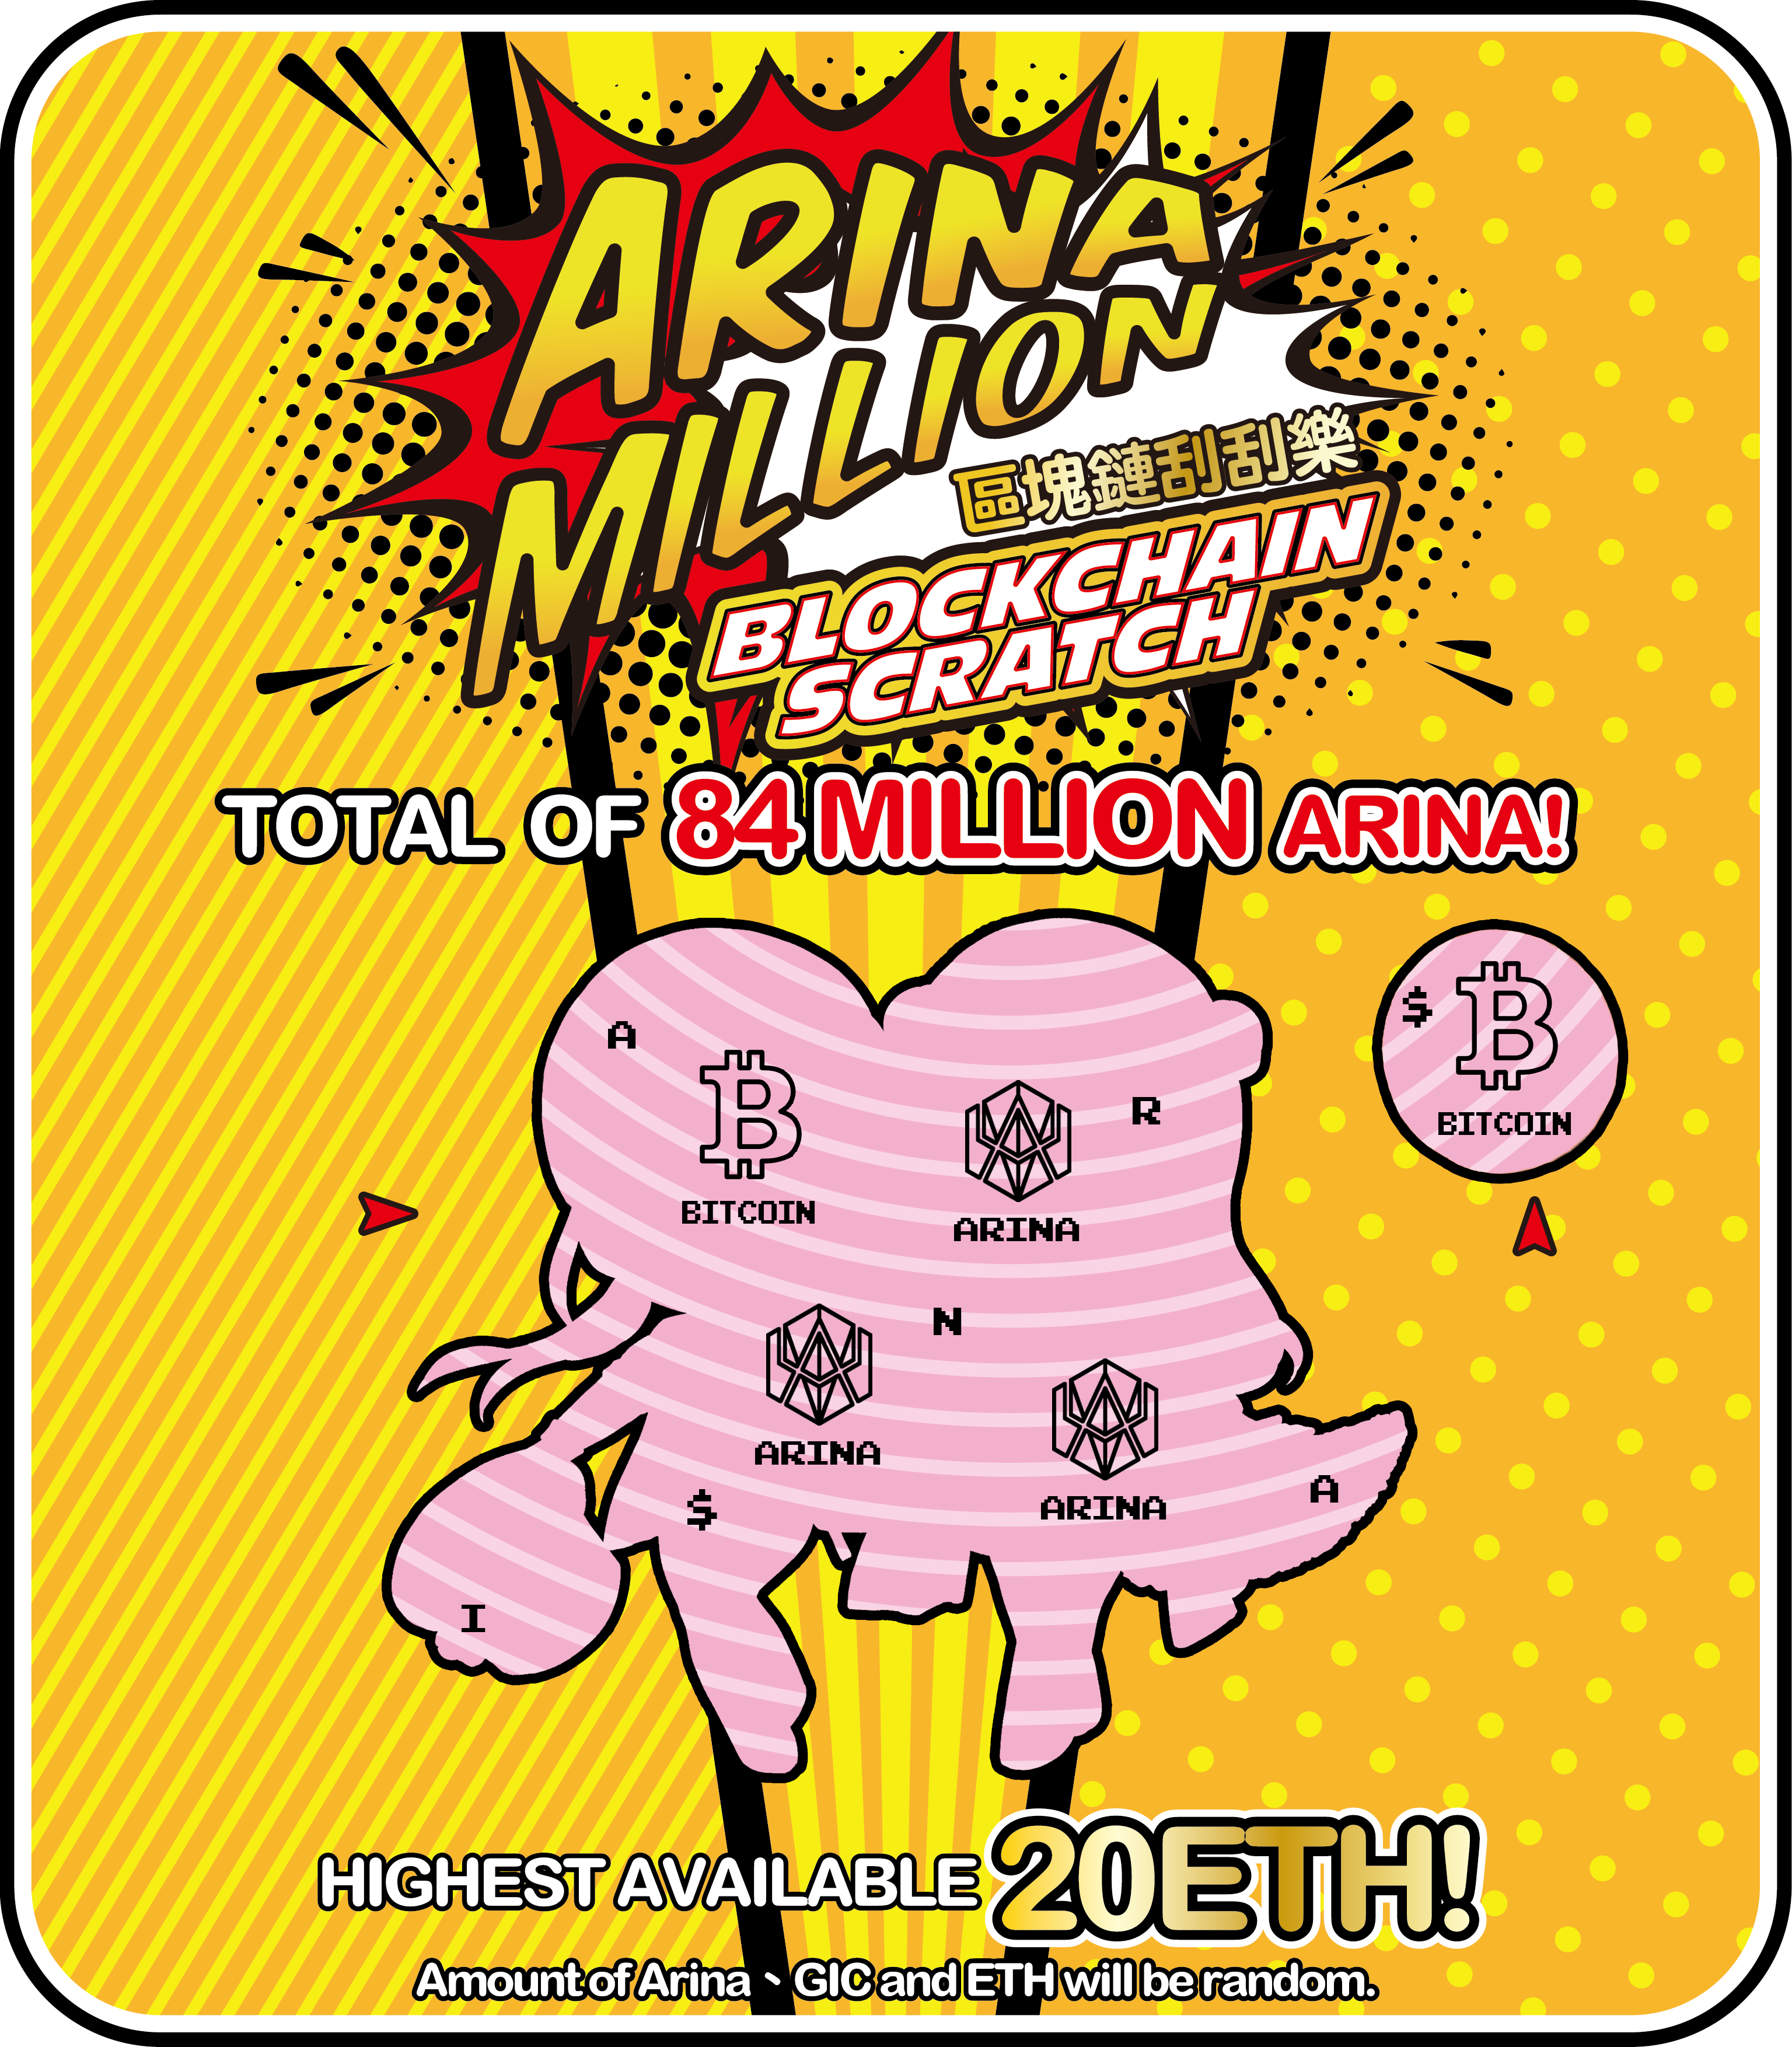 ARINA
MILLION
區塊鏈刮刮樂
BLOCKCHAIN
SCRATCH
TOTAL OF 84 MILLION ARINA!
A
BITCOIN
R
ARINA
$
BITCOIN
N
ARINA
ARINA
$
A
I
HIGHEST AVAILABLE 20ETH!
Amount of Arina、GIC and ETH will be random.